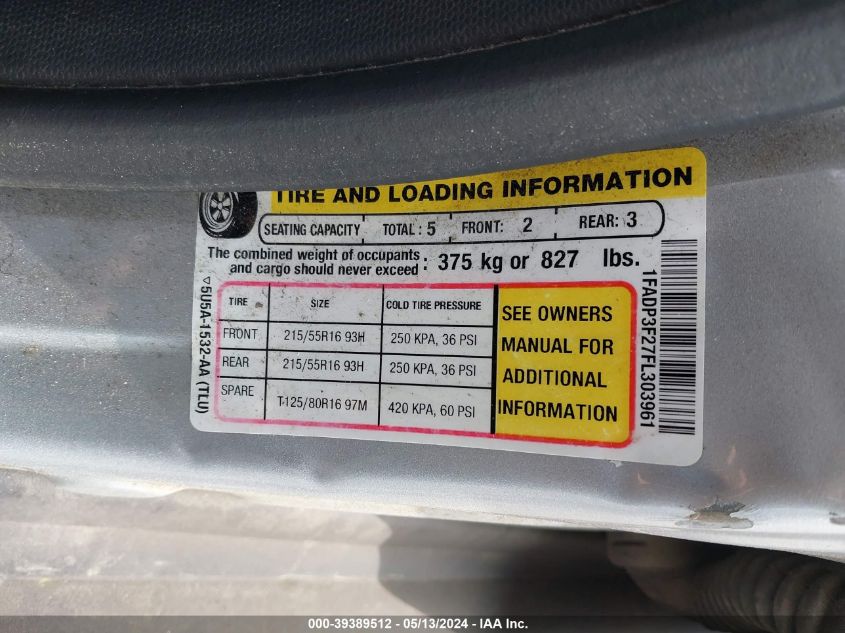 TIRE AND LOADING INFORMATION
SEATING CAPACITY TOTAL : 5 FRONT: 2 REAR: 3
The combined weight of occupants
and cargo should never exceed : 375 kg or 827 lbs.
TIRE SIZE COLD TIRE PRESSURE
FRONT 215/55R16 93H 250 KPA, 36 PSI
REAR 215/55R16 93H 250 KPA, 36 PSI
SPARE T125/80R16 97M 420 KPA, 60 PSI
SEE OWNERS
MANUAL FOR
ADDITIONAL
INFORMATION
▽5U5A-1532-AA (TLU)
1FADP3F27FL303961
000-39389512 - 05/13/2024 - IAA Inc.